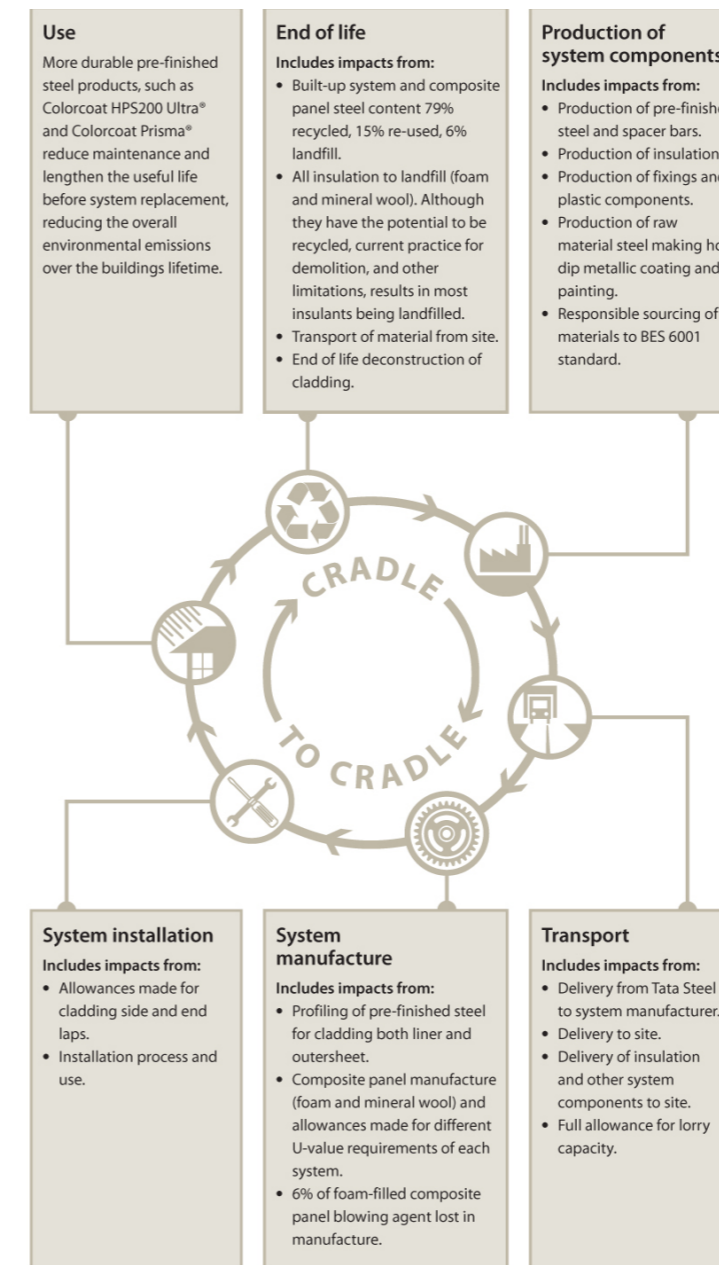 Use
More durable pre-finished
steel products, such as
Colorcoat HPS200 Ultra®
and Colorcoat Prisma®
reduce maintenance and
lengthen the useful life
before system replacement,
reducing the overall
environmental emissions
over the buildings lifetime.
End of life
Includes impacts from:
• Built-up system and composite
panel steel content 79%
recycled, 15% re-used, 6%
landfill.
• All insulation to landfill (foam
and mineral wool). Although
they have the potential to be
recycled, current practice for
demolition, and other
limitations, results in most
insulants being landfilled.
• Transport of material from site.
• End of life deconstruction of
cladding.
Production of
system components
Includes impacts from:
• Production of pre-finishe
steel and spacer bars.
• Production of insulation
• Production of fixings and
plastic components.
• Production of raw
material steel making ho
dip metallic coating and
painting.
• Responsible sourcing of
materials to BES 6001
standard.
CRADLE
TO CRADLE
System installation
Includes impacts from:
• Allowances made for
cladding side and end
laps.
• Installation process and
use.
System
manufacture
Includes impacts from:
• Profiling of pre-finished steel
for cladding both liner and
outersheet.
• Composite panel manufacture
(foam and mineral wool) and
allowances made for different
U-value requirements of each
system.
• 6% of foam-filled composite
panel blowing agent lost in
manufacture.
Transport
Includes impacts from:
• Delivery from Tata Steel
to system manufacturer.
• Delivery to site.
• Delivery of insulation
and other system
components to site.
• Full allowance for lorry
capacity.